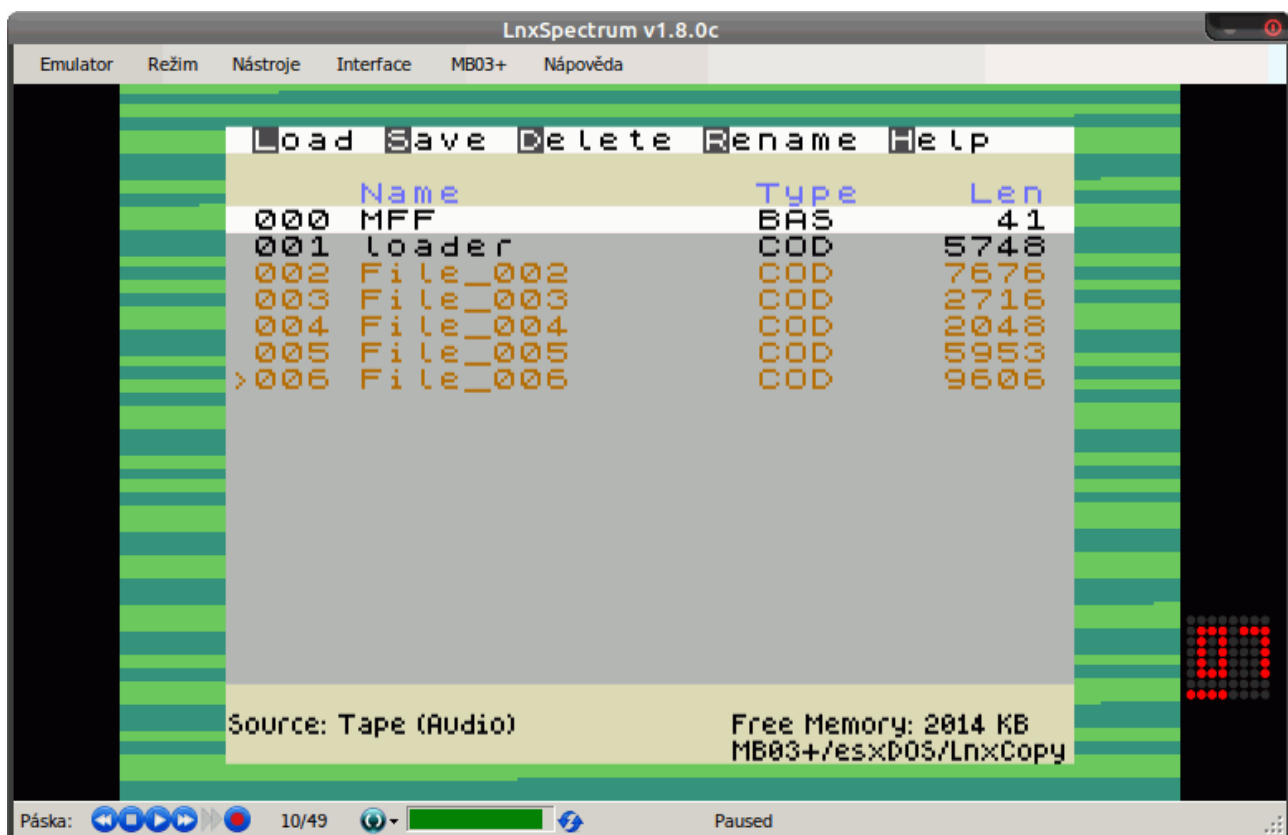 LnxSpectrum v1.8.0c
Emulator Režim Nástroje Interface MB03+ Nápověda
Load Save Delete Rename Help
Name Type Len
000 MFF BAS 41
001 loader COD 5748
002 File_002 COD 7676
003 File_003 COD 2716
004 File_004 COD 2048
005 File_005 COD 5953
>006 File_006 COD 9606
Source: Tape (Audio) Free Memory: 2014 KB
MB03+/esxDOS/LnxCopy
Páska: 10/49 Paused